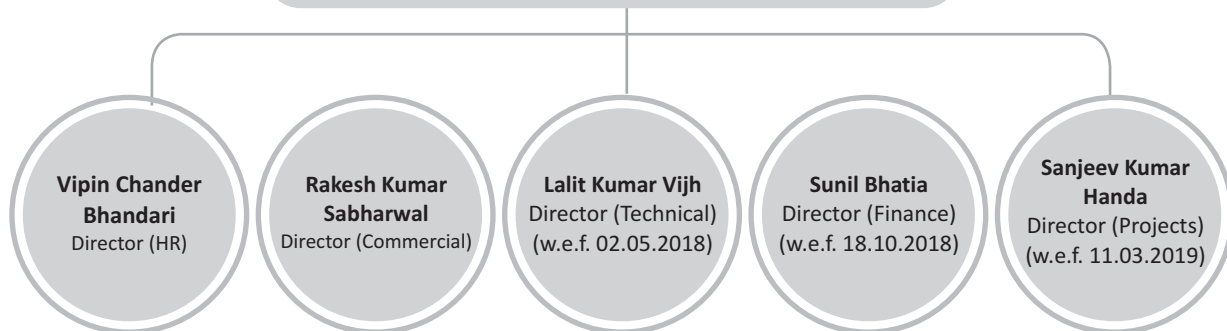 Vipin Chander
Bhandari
Director (HR)
Rakesh Kumar
Sabharwal
Director (Commercial)
Lalit Kumar Vijh
Director (Technical)
(w.e.f. 02.05.2018)
Sunil Bhatia
Director (Finance)
(w.e.f. 18.10.2018)
Sanjeev Kumar
Handa
Director (Projects)
(w.e.f. 11.03.2019)